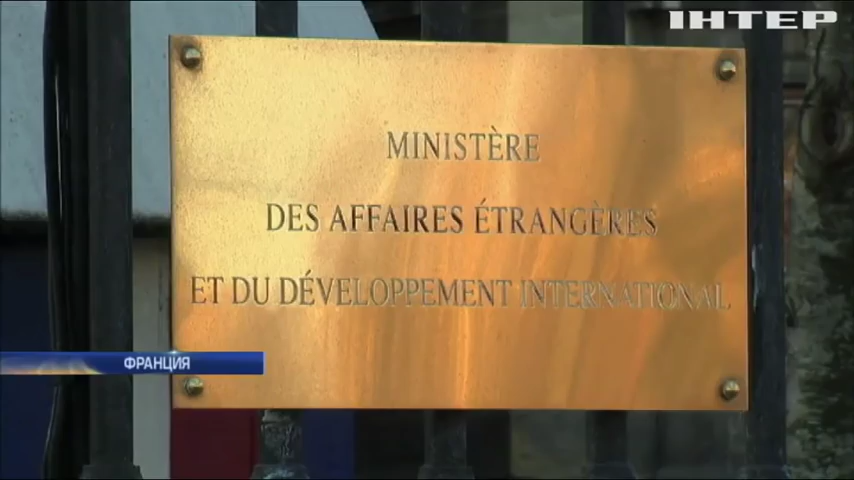 ІНТЕР
MINISTÈRE
DES AFFAIRES ÉTRANGÈRES
ET DU DÉVELOPPEMENT INTERNATIONAL
ФРАНЦИЯ